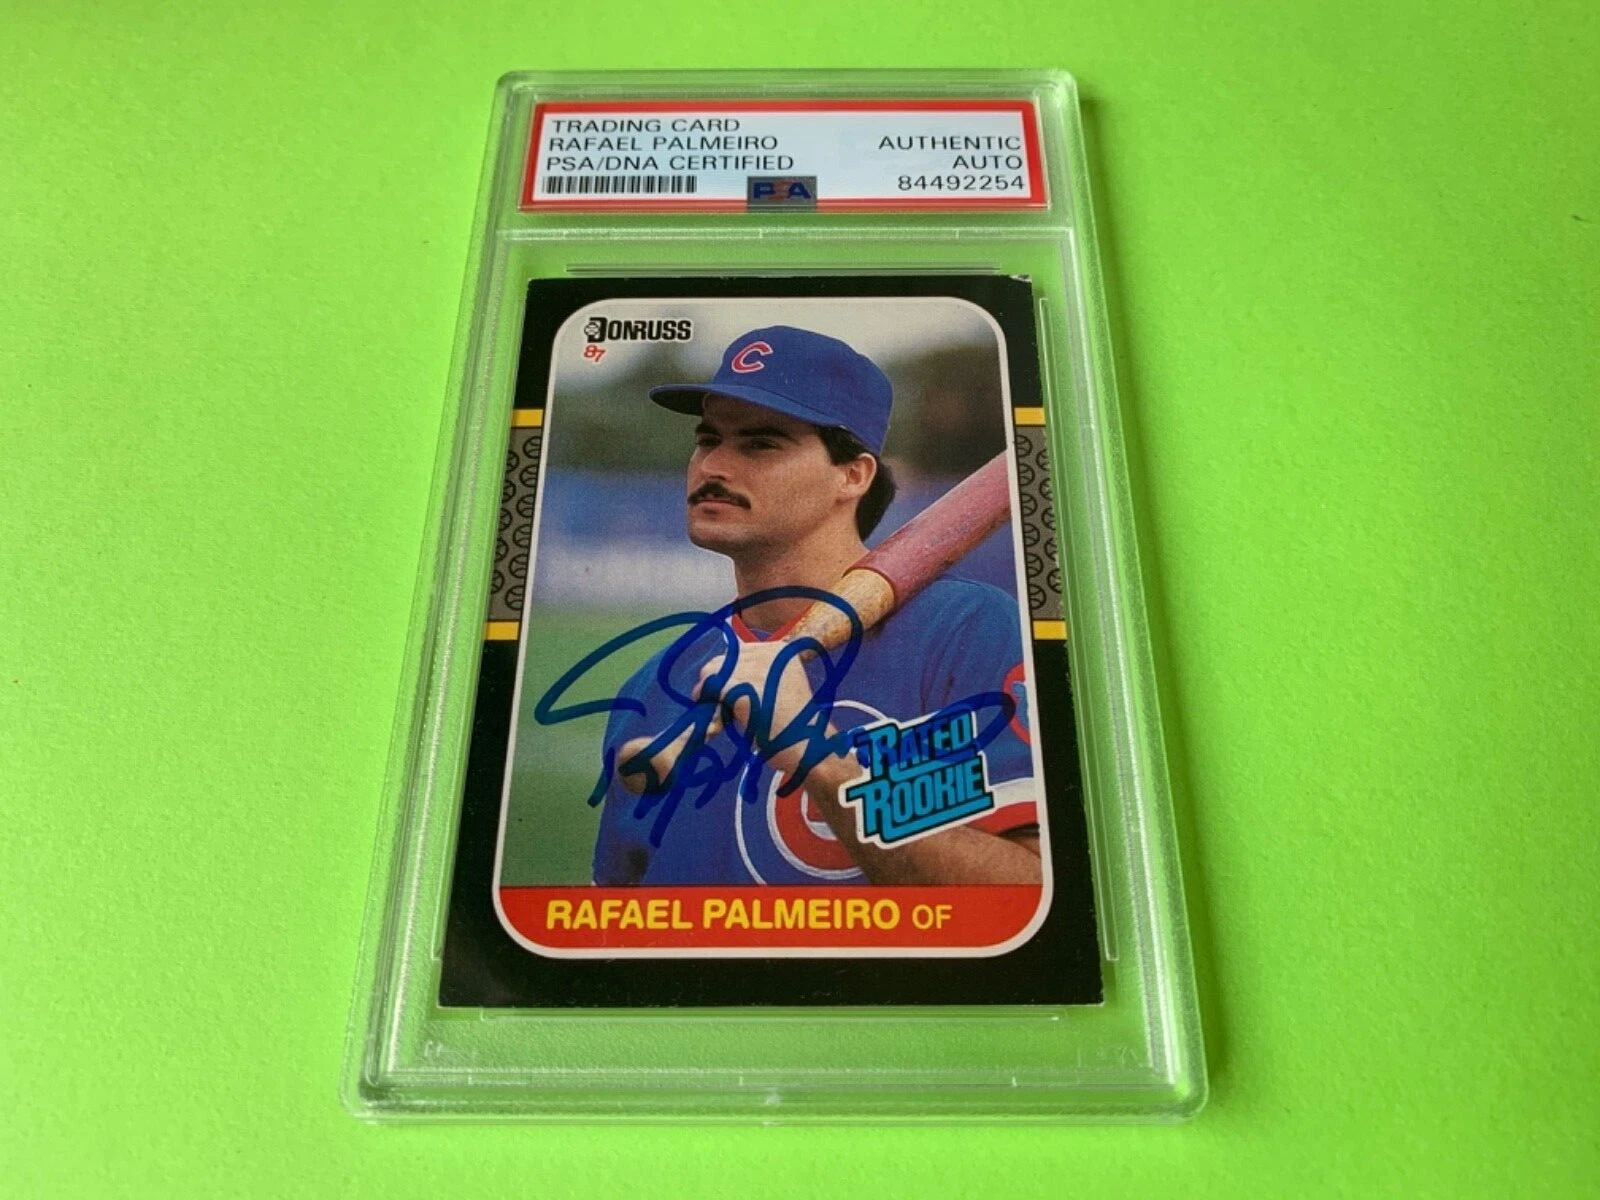 TRADING CARD
RAFAEL PALMEIRO
PSA/DNA CERTIFIED
AUTHENTIC
AUTO
84492254
PSA
DONRUSS
87
C
RATED
ROOKIE
RAFAEL PALMEIRO OF